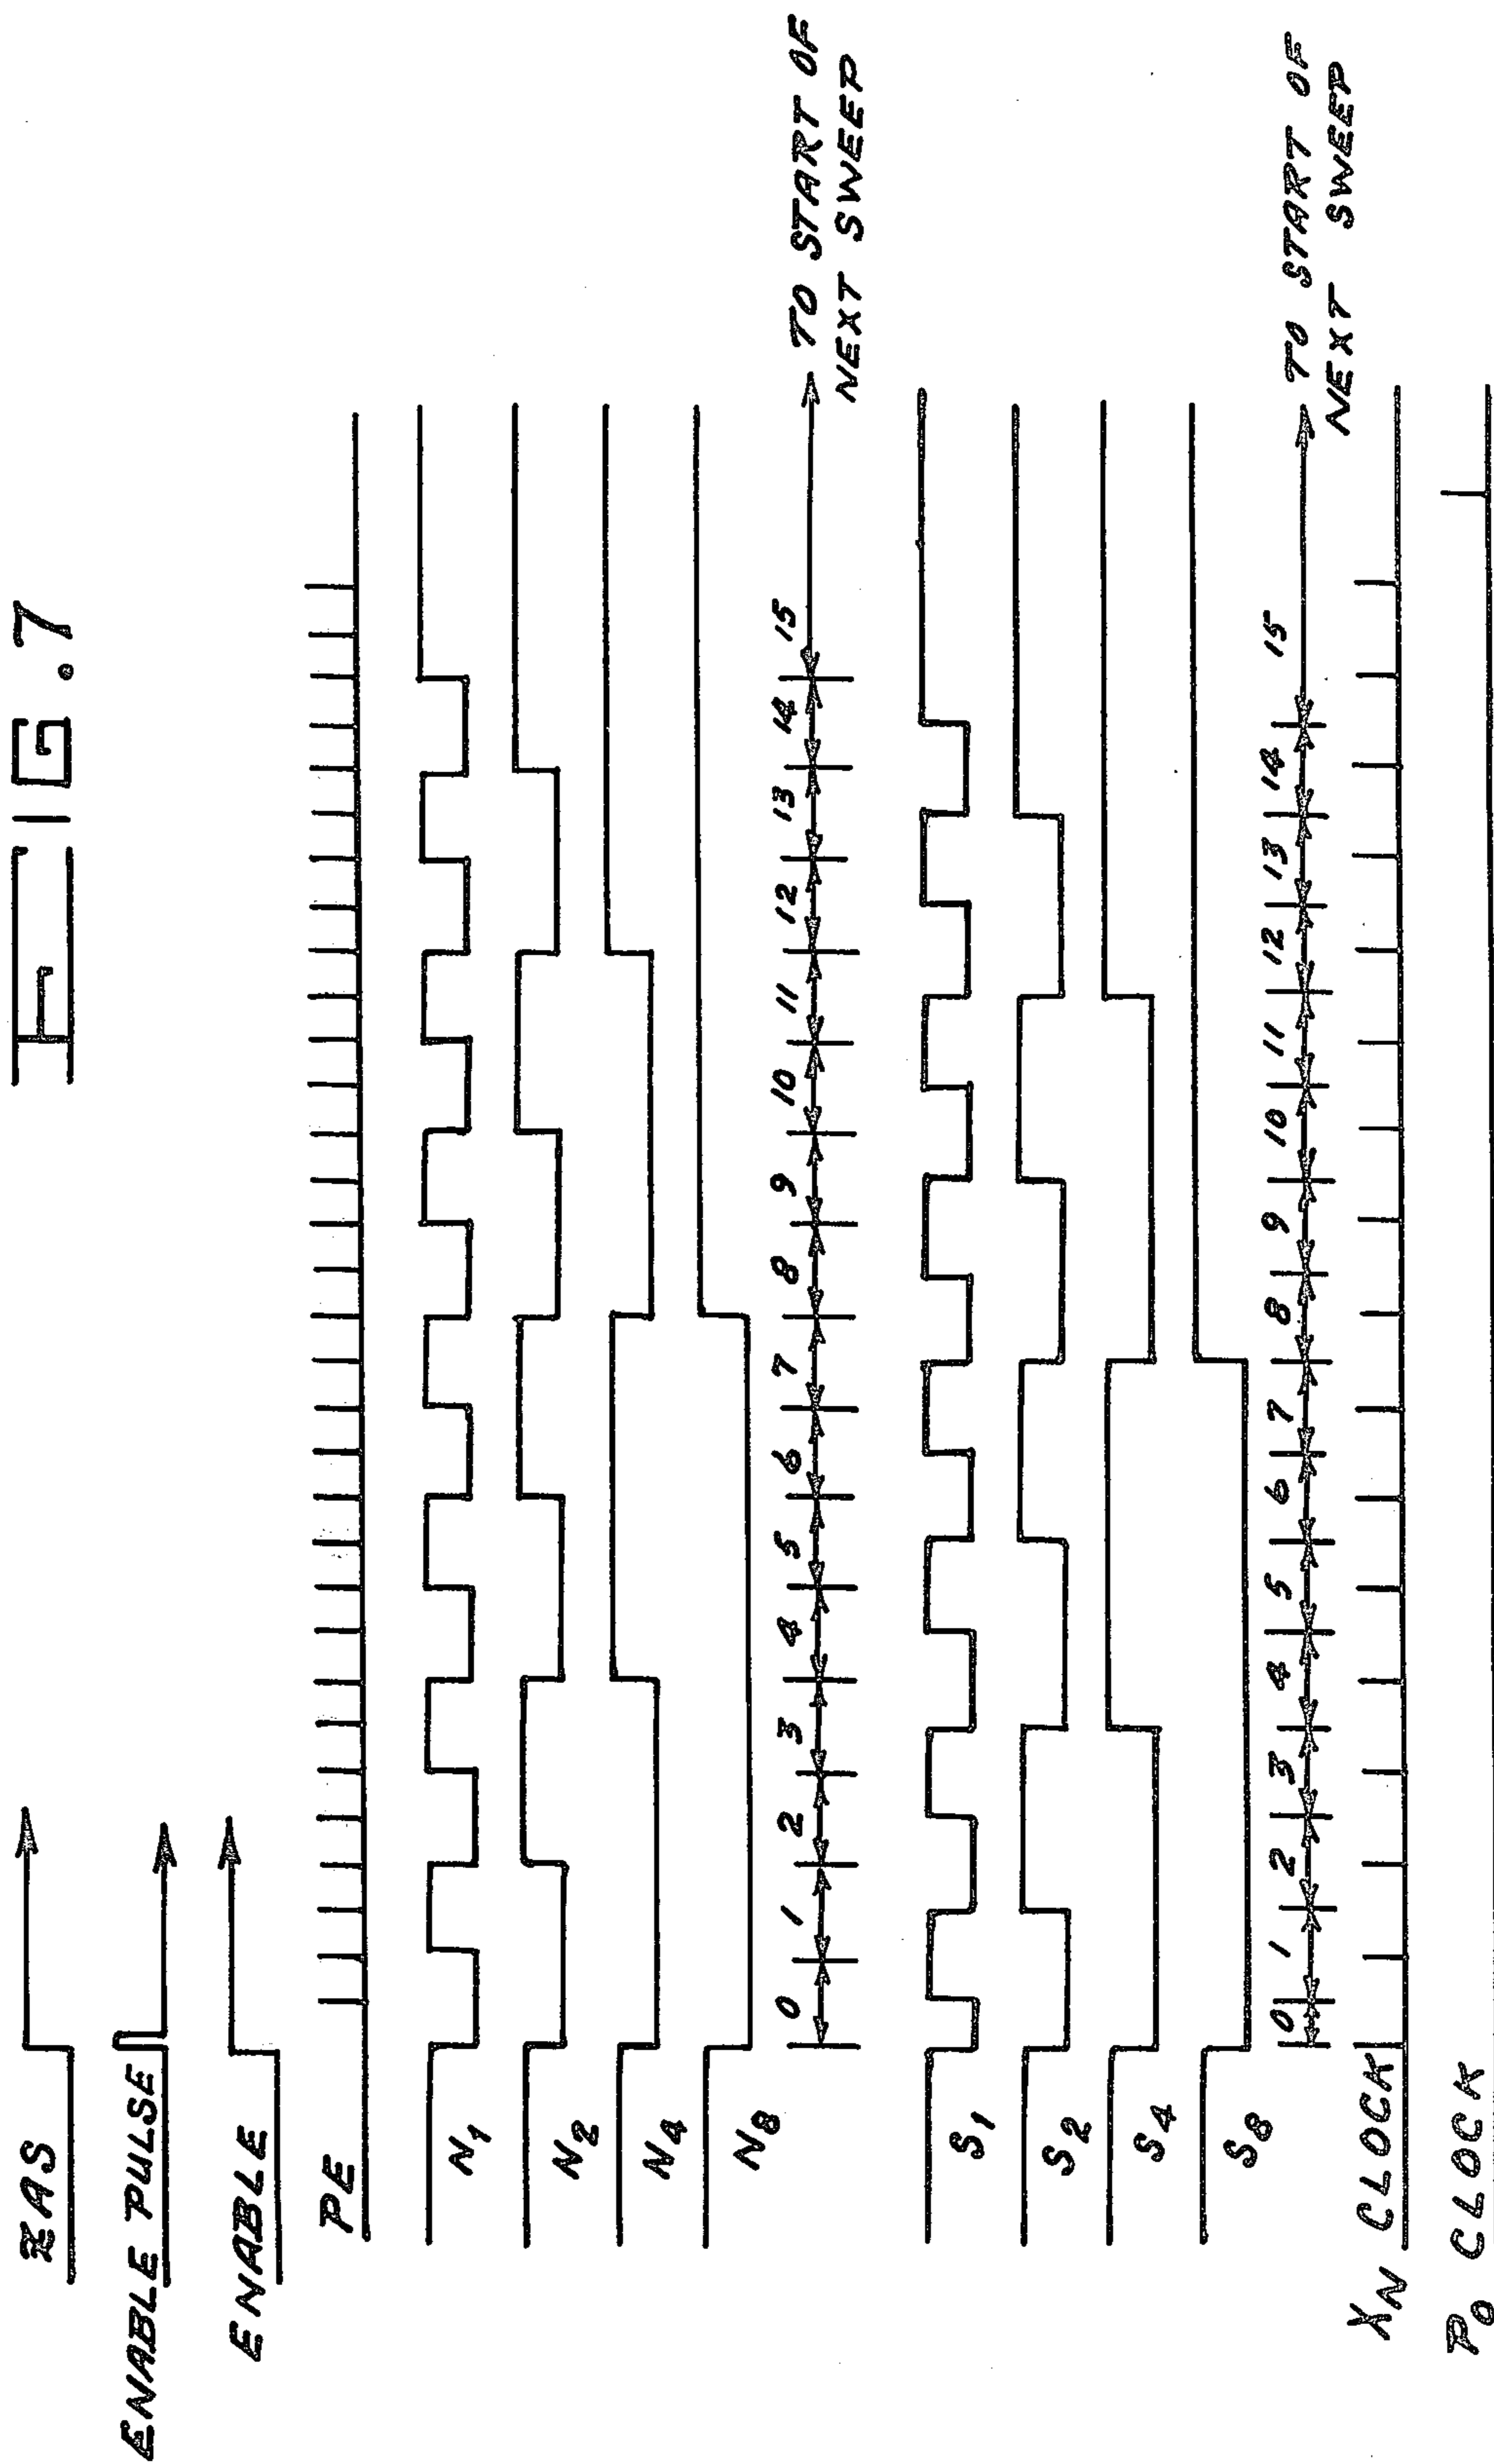 FIG. 7
ZAS
ENABLE PULSE
ENABLE
PE
N1
N2
N4
N8
0 1 2 3 4 5 6 7 8 9 10 11 12 13 14 15
TO START OF
NEXT SWEEP
S1
S2
S4
S8
0 1 2 3 4 5 6 7 8 9 10 11 12 13 14 15
TO START OF
NEXT SWEEP
XN CLOCK
P0 CLOCK